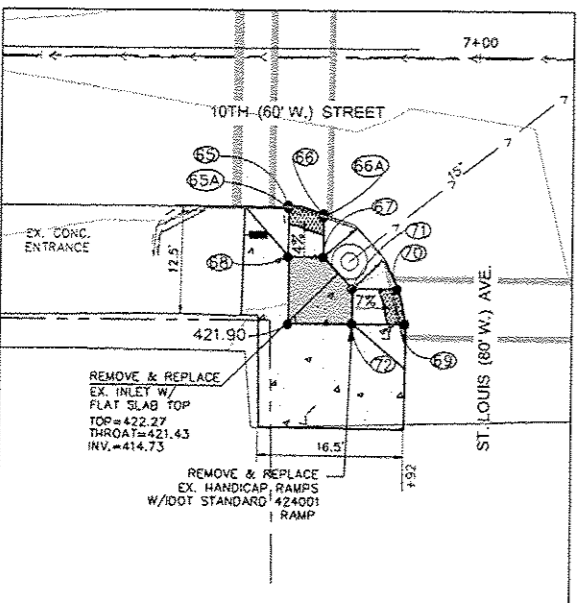 7+00
10TH (60' W.) STREET
7
15"
7
65
66
66A
65A
67
71
7
70
EX. CONC.
ENTRANCE
12.5'
4%
68
7%
421.90
72
69
ST. LOUIS (80' W.) AVE.
REMOVE & REPLACE
EX. INLET W/
FLAT SLAB TOP
TOP=422.27
THROAT=421.43
INV.=414.73
16.5'
+92
REMOVE & REPLACE
EX. HANDICAP RAMPS
W/IDOT STANDARD 424001
RAMP